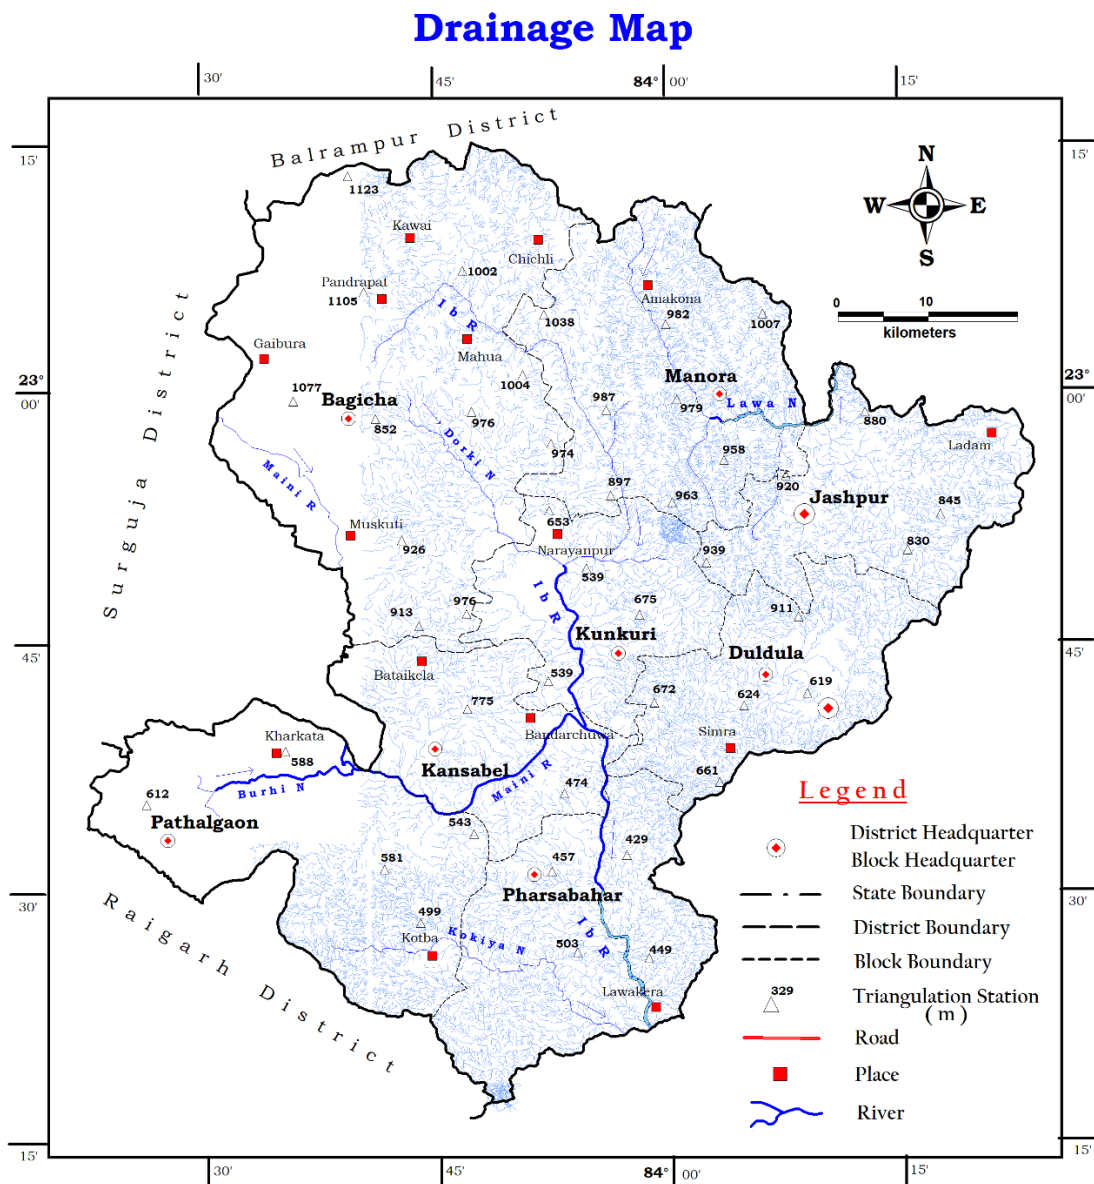 Drainage Map
30'
45'
84° 00'
15'
15'
15'
Balrampur District
1123
Kawai
Chichli
N
W
E
S
1002
Pandrapat
1105
Amakona
982
1007
0
10
kilometers
Ib R
1038
Mahua
Gaibura
23°
00'
23°
00'
1077
Bagicha
852
976
1004
987
Manora
979
Lawa N
880
Ladam
Surguja District
Maini R
Dorki N
974
958
920
Jashpur
845
897
963
653
Muskuti
926
Narayanpur
539
939
830
Ib R
913
976
675
911
45'
45'
Kunkuri
Duldula
Bataikela
539
672
624
619
775
Bandarchuwa
Simra
Kharkata
588
Kansabel
Maini R
661
Burhi N
474
612
Pathalgaon
543
429
581
457
Pharsabahar
30'
30'
Raigarh District
499
Kotba
Kokiya N
503
Ib R
449
Lawakera
Legend
District Headquarter
Block Headquarter
State Boundary
District Boundary
Block Boundary
329
Triangulation Station
(m)
Road
Place
River
15'
15'
30'
45'
84° 00'
15'